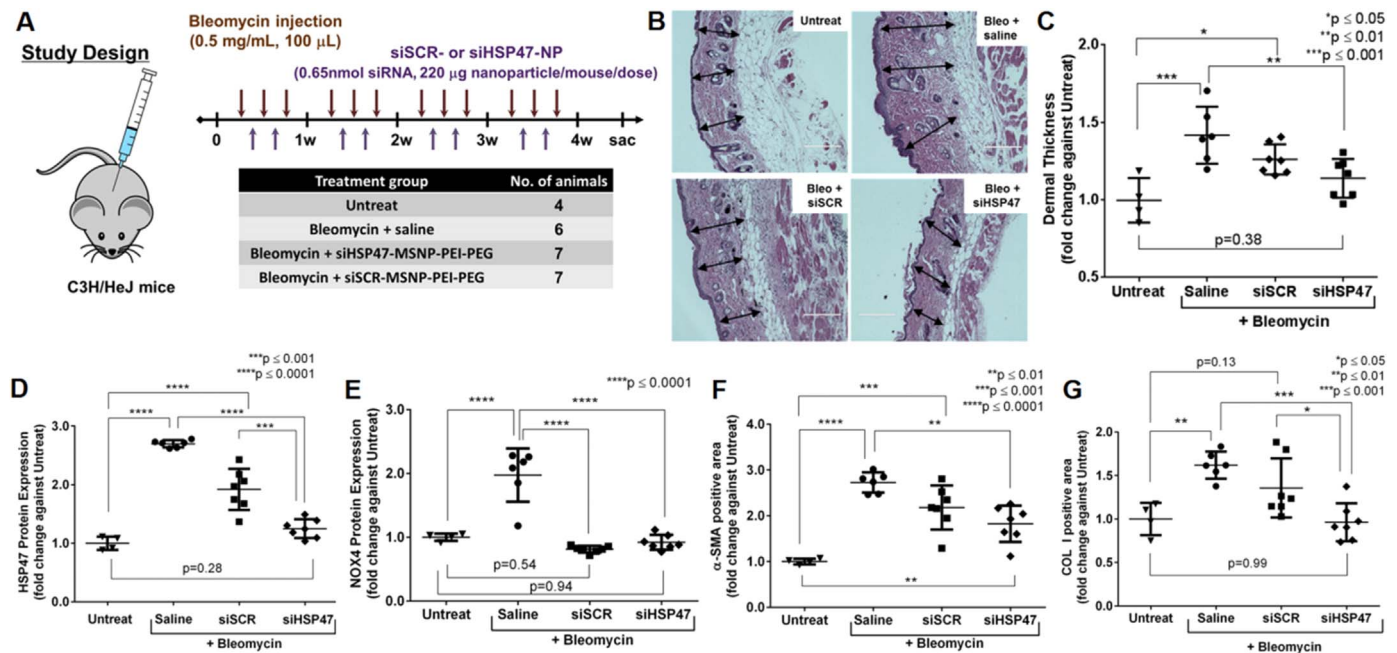 A
Study Design
Bleomycin injection
(0.5 mg/mL, 100 μL)
siSCR- or siHSP47-NP
(0.65nmol siRNA, 220 μg nanoparticle/mouse/dose)
0 1w 2w 3w 4w sac
C3H/HeJ mice
Treatment group No. of animals
Untreat 4
Bleomycin + saline 6
Bleomycin + siHSP47-MSNP-PEI-PEG 7
Bleomycin + siSCR-MSNP-PEI-PEG 7
B
Untreat
Bleo +
saline
Bleo +
siSCR
Bleo +
siHSP47
C
*p ≤ 0.05
**p ≤ 0.01
***p ≤ 0.001
Dermal Thickness
(fold change against Untreat)
2.0
1.5
1.0
0.5
*
***
**
p=0.38
Untreat Saline siSCR siHSP47
+ Bleomycin
D
***p ≤ 0.001
****p ≤ 0.0001
HSP47 Protein Expression
(fold change against Untreat)
3.0
2.0
1.0
0.0
****
****
****
***
p=0.28
Untreat Saline siSCR siHSP47
+ Bleomycin
E
****p ≤ 0.0001
NOX4 Protein Expression
(fold change against Untreat)
3.0
2.0
1.0
0.0
****
****
****
p=0.54
p=0.94
Untreat Saline siSCR siHSP47
+ Bleomycin
F
**p ≤ 0.01
***p ≤ 0.001
****p ≤ 0.0001
α-SMA positive area
(fold change against Untreat)
4.0
3.0
2.0
1.0
0.0
***
****
**
**
Untreat Saline siSCR siHSP47
+ Bleomycin
G
*p ≤ 0.05
**p ≤ 0.01
***p ≤ 0.001
COL I positive area
(fold change against Untreat)
2.0
1.5
1.0
0.5
0.0
p=0.13
***
**
*
p=0.99
Untreat Saline siSCR siHSP47
+ Bleomycin